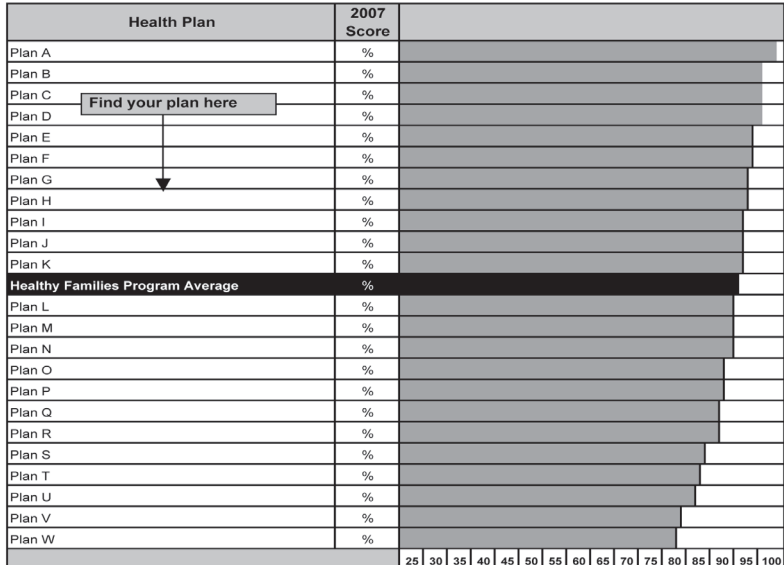 Health Plan 2007 Score
Plan A %
Plan B %
Plan C %
Find your plan here
Plan D %
Plan E %
Plan F %
Plan G %
Plan H %
Plan I %
Plan J %
Plan K %
Healthy Families Program Average %
Plan L %
Plan M %
Plan N %
Plan O %
Plan P %
Plan Q %
Plan R %
Plan S %
Plan T %
Plan U %
Plan V %
Plan W %
25 30 35 40 45 50 55 60 65 70 75 80 85 90 95 100